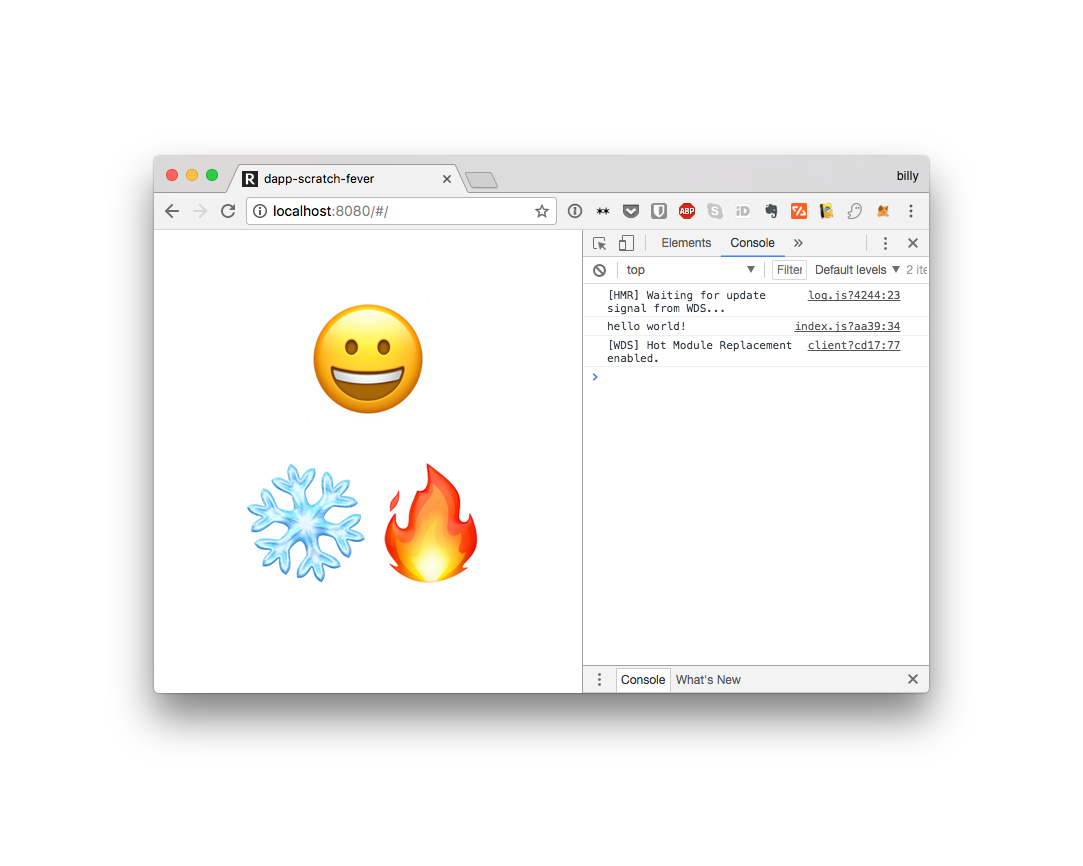 R dapp-scratch-fever
billy
localhost:8080/#/
ABP
iD
Elements Console »
top Filter Default levels 2 ite
[HMR] Waiting for update log.js?4244:23
signal from WDS...
hello world! index.js?aa39:34
[WDS] Hot Module Replacement client?cd17:77
enabled.
Console What's New